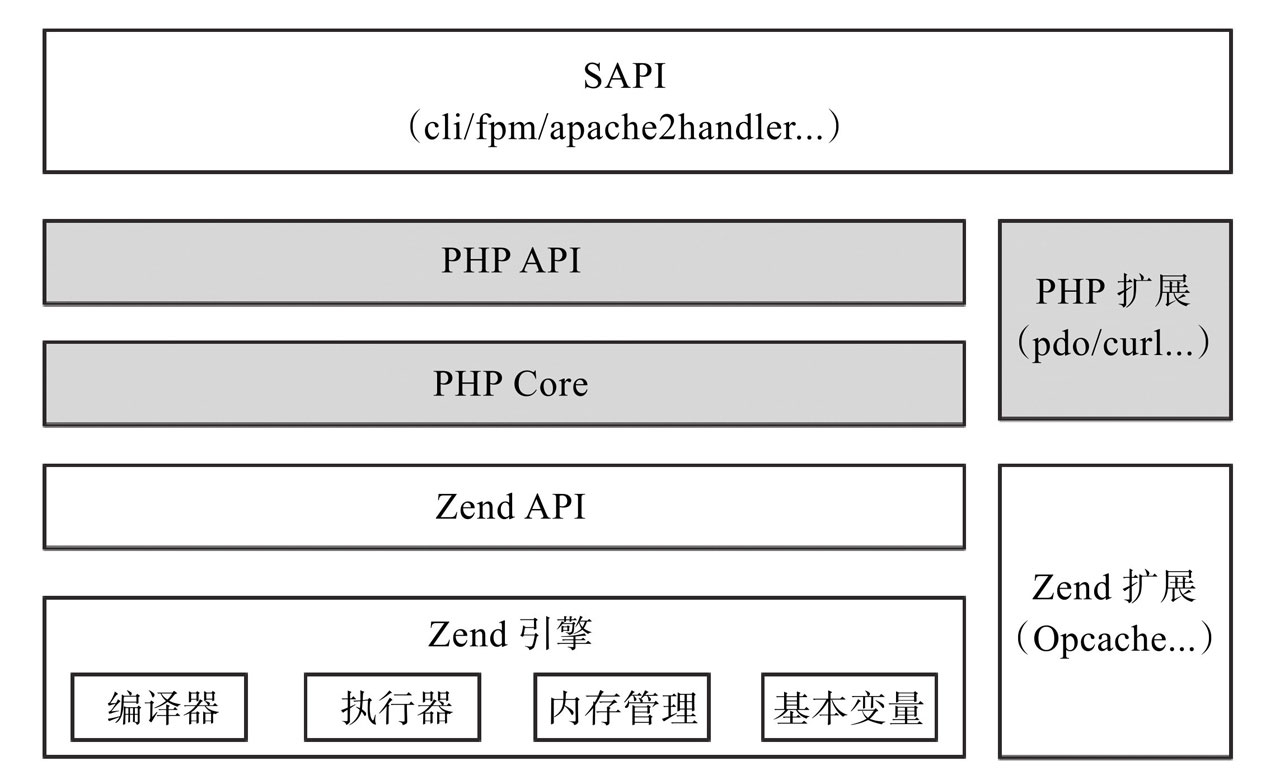 SAPI
（cli/fpm/apache2handler...）
PHP API
PHP 扩展
（pdo/curl...）
PHP Core
Zend API
Zend 扩展
（Opcache...）
Zend 引擎
编译器
执行器
内存管理
基本变量